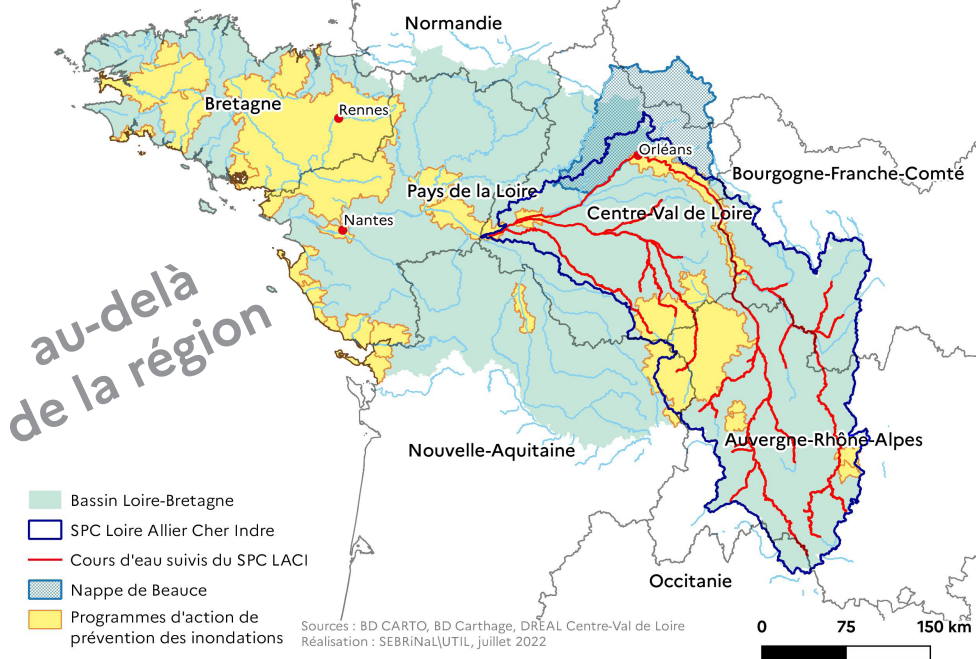 Normandie
Bretagne
Rennes
Orléans
Bourgogne-Franche-Comté
Pays de la Loire
Nantes
Centre-Val de Loire
au-delà
de la région
Nouvelle-Aquitaine
Auvergne-Rhône-Alpes
Bassin Loire-Bretagne
SPC Loire Allier Cher Indre
Cours d'eau suivis du SPC LACI
Nappe de Beauce
Programmes d'action de
prévention des inondations
Occitanie
Sources : BD CARTO, BD Carthage, DREAL Centre-Val de Loire
Réalisation : SEBRiNaL\UTIL, juillet 2022
0 75 150 km